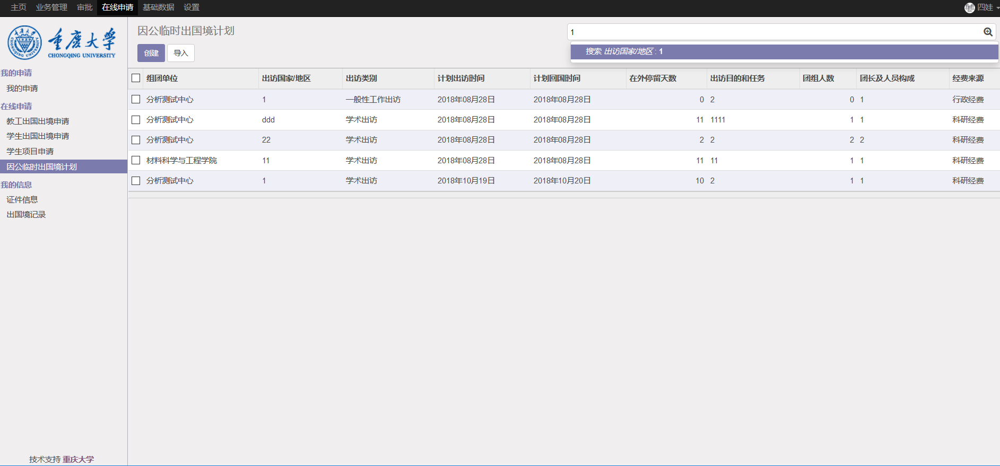 主页 业务管理 审批 在线申请 基础数据 设置 四娃
重庆大学
CHONGQING UNIVERSITY
我的申请
我的申请
在线申请
教工出国出境申请
学生出国出境申请
学生项目申请
因公临时出国境计划
我的信息
证件信息
出国境记录
技术支持 重庆大学
因公临时出国境计划
1
搜索 出访国家/地区 : 1
创建 导入
组团单位 出访国家/地区 出访类别 计划出访时间 计划回国时间 在外停留天数 出访目的和任务 团组人数 团长及人员构成 经费来源
分析测试中心 1 一般性工作出访 2018年08月28日 2018年08月28日 0 2 0 1 行政经费
分析测试中心 ddd 学术出访 2018年08月28日 2018年08月28日 11 1111 1 1 科研经费
分析测试中心 22 学术出访 2018年08月28日 2018年08月28日 2 2 2 2 科研经费
材料科学与工程学院 11 学术出访 2018年08月28日 2018年08月28日 11 11 1 1 科研经费
分析测试中心 1 学术出访 2018年10月19日 2018年10月20日 10 2 1 1 科研经费